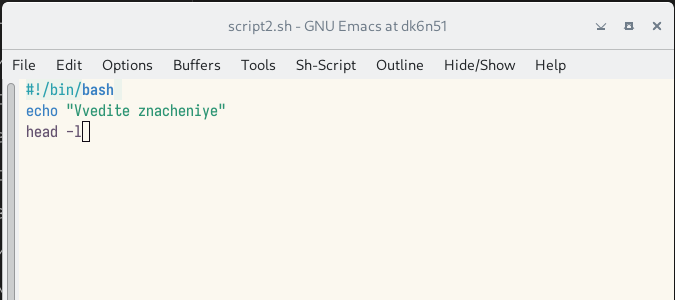 script2.sh - GNU Emacs at dk6n51
File Edit Options Buffers Tools Sh-Script Outline Hide/Show Help
#!/bin/bash
echo "Vvedite znacheniye"
head -l